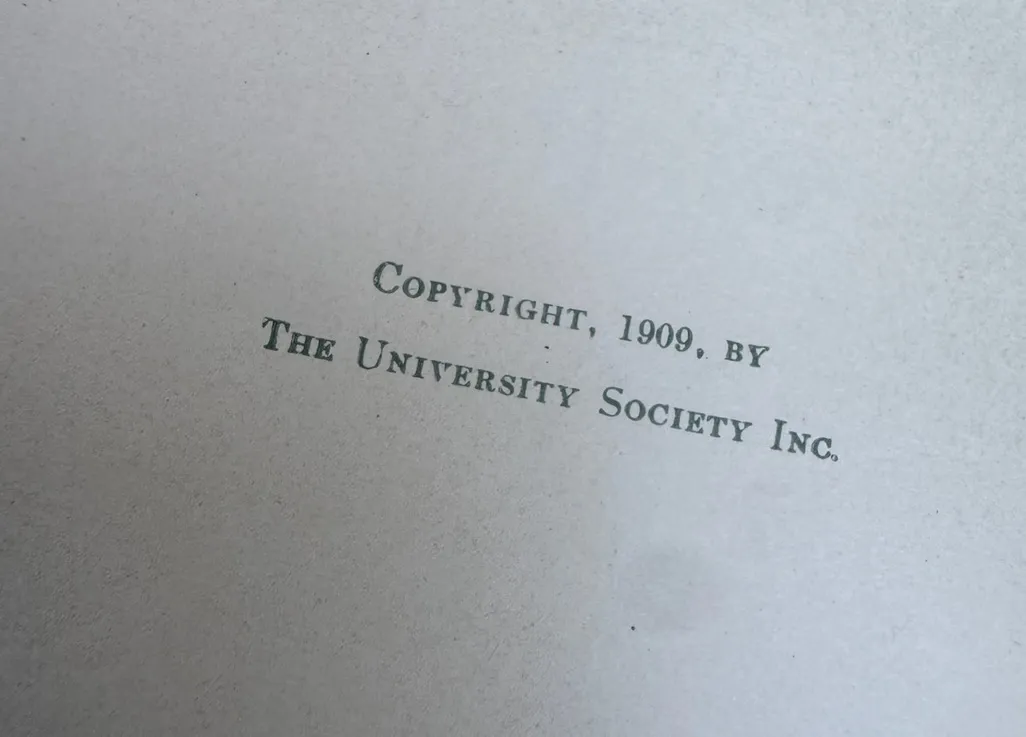 Copyright, 1909, by
The University Society Inc.